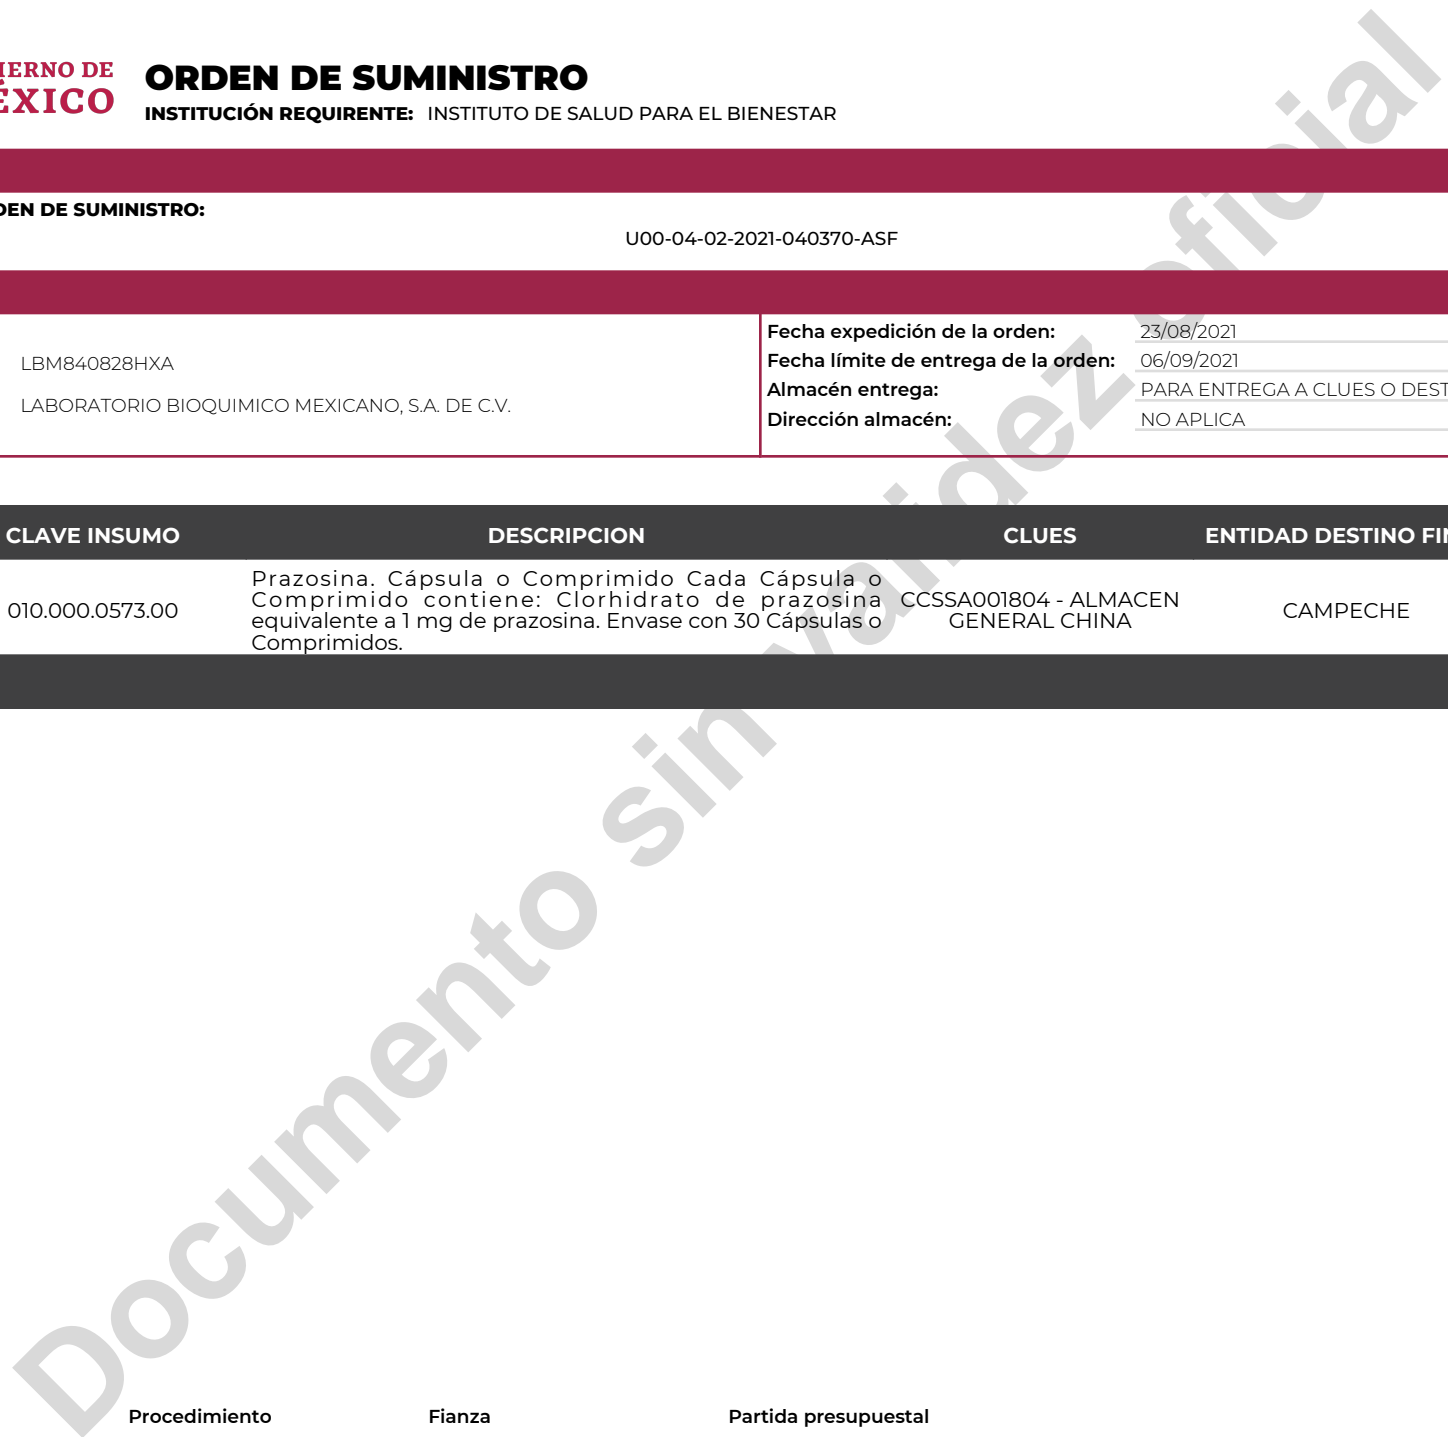 IERNO DE
ÉXICO
ORDEN DE SUMINISTRO
INSTITUCIÓN REQUIRENTE: INSTITUTO DE SALUD PARA EL BIENESTAR
DEN DE SUMINISTRO:
U00-04-02-2021-040370-ASF
LBM840828HXA
LABORATORIO BIOQUIMICO MEXICANO, S.A. DE C.V.
Fecha expedición de la orden: 23/08/2021
Fecha límite de entrega de la orden: 06/09/2021
Almacén entrega: PARA ENTREGA A CLUES O DEST
Dirección almacén: NO APLICA
CLAVE INSUMO DESCRIPCION CLUES ENTIDAD DESTINO FIN
010.000.0573.00
Prazosina. Cápsula o Comprimido Cada Cápsula o
Comprimido contiene: Clorhidrato de prazosina
equivalente a 1 mg de prazosina. Envase con 30 Cápsulas o
Comprimidos.
CCSSA001804 - ALMACEN
GENERAL CHINA
CAMPECHE
Documento sin validez oficial
Procedimiento Fianza Partida presupuestal